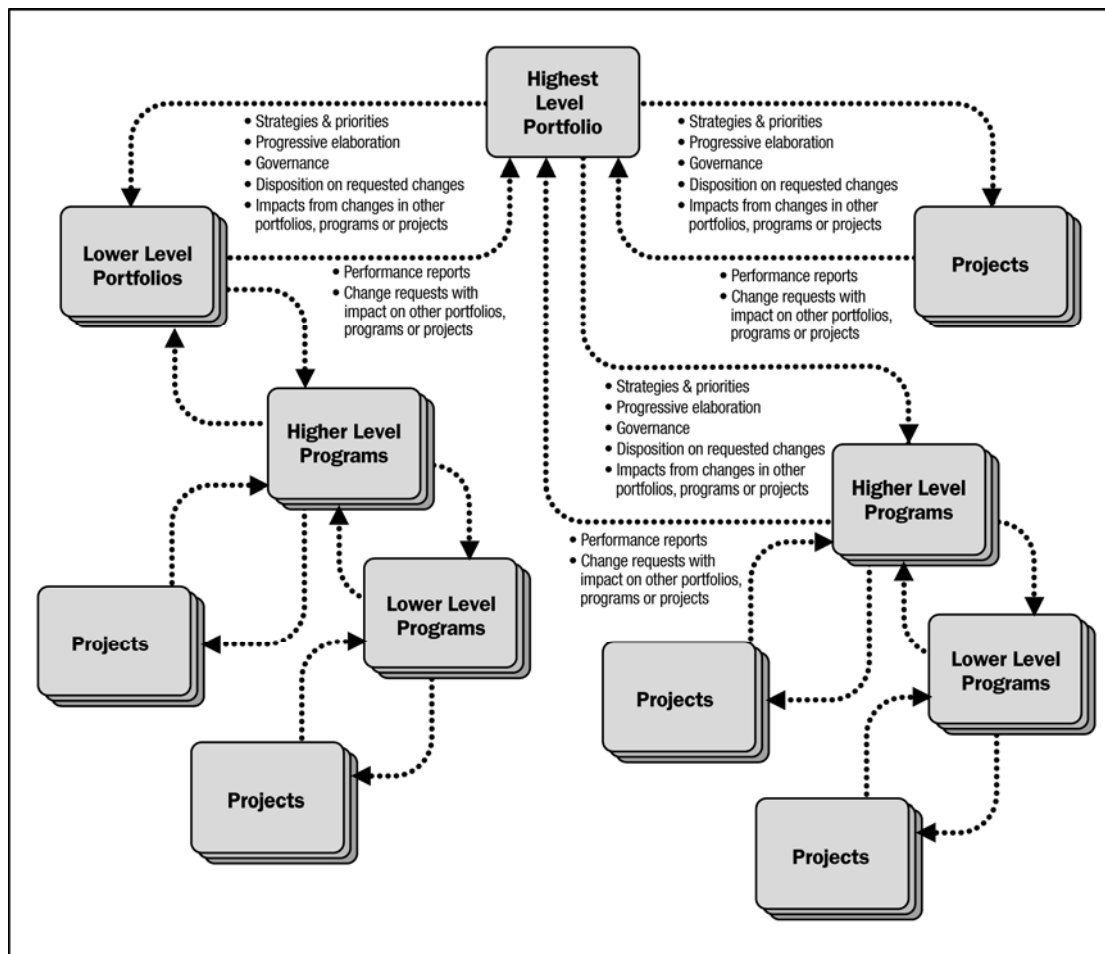 Highest
Level
Portfolio
• Strategies & priorities
• Progressive elaboration
• Governance
• Disposition on requested changes
• Impacts from changes in other
portfolios, programs or projects
• Strategies & priorities
• Progressive elaboration
• Governance
• Disposition on requested changes
• Impacts from changes in other
portfolios, programs or projects
Lower Level
Portfolios
Projects
• Performance reports
• Change requests with
impact on other portfolios,
programs or projects
• Performance reports
• Change requests with
impact on other portfolios,
programs or projects
Higher Level
Programs
• Strategies & priorities
• Progressive elaboration
• Governance
• Disposition on requested changes
• Impacts from changes in other
portfolios, programs or projects
Higher Level
Programs
• Performance reports
• Change requests with
impact on other portfolios,
programs or projects
Lower Level
Programs
Projects
Lower Level
Programs
Projects
Projects
Projects